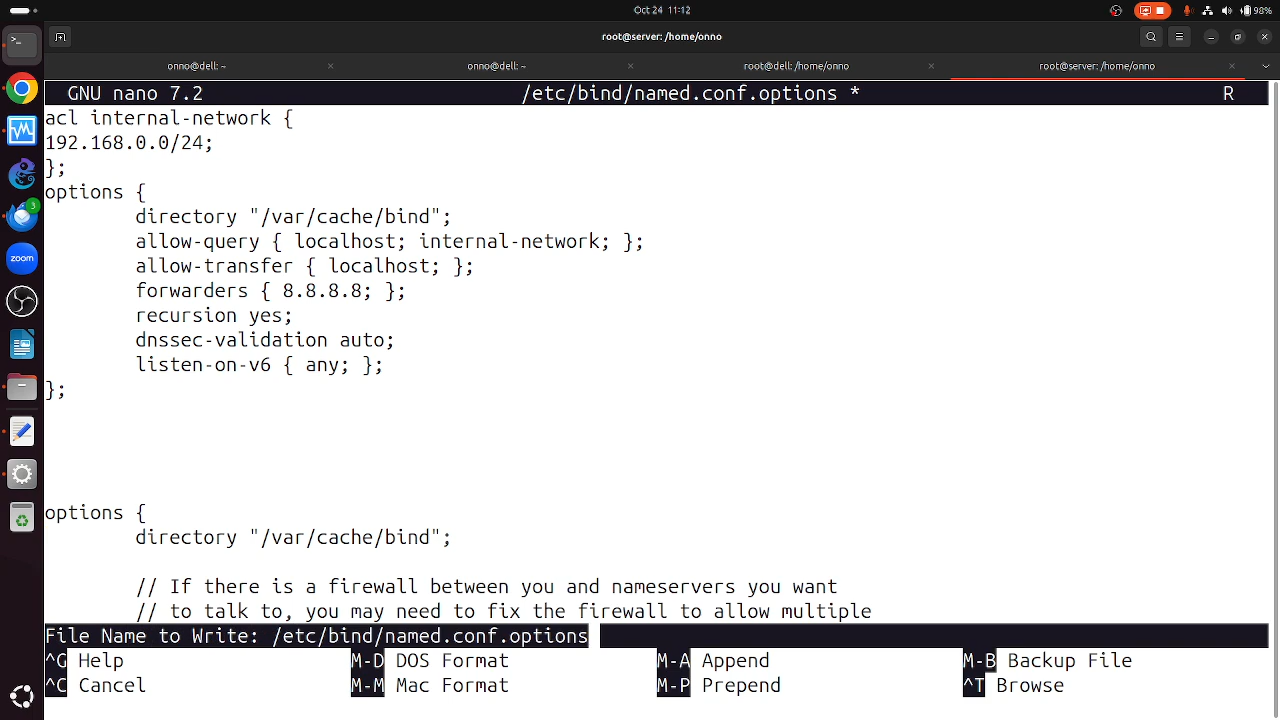 Oct 24 11:12
98%
root@server: /home/onno
onno@dell: ~ onno@dell: ~ root@dell: /home/onno root@server: /home/onno
GNU nano 7.2 /etc/bind/named.conf.options * R
acl internal-network {
192.168.0.0/24;
};
options {
directory "/var/cache/bind";
allow-query { localhost; internal-network; };
allow-transfer { localhost; };
forwarders { 8.8.8.8; };
recursion yes;
dnssec-validation auto;
listen-on-v6 { any; };
};
options {
directory "/var/cache/bind";
// If there is a firewall between you and nameservers you want
// to talk to, you may need to fix the firewall to allow multiple
File Name to Write: /etc/bind/named.conf.options
^G Help M-D DOS Format M-A Append M-B Backup File
^C Cancel M-M Mac Format M-P Prepend ^T Browse
3
zoom